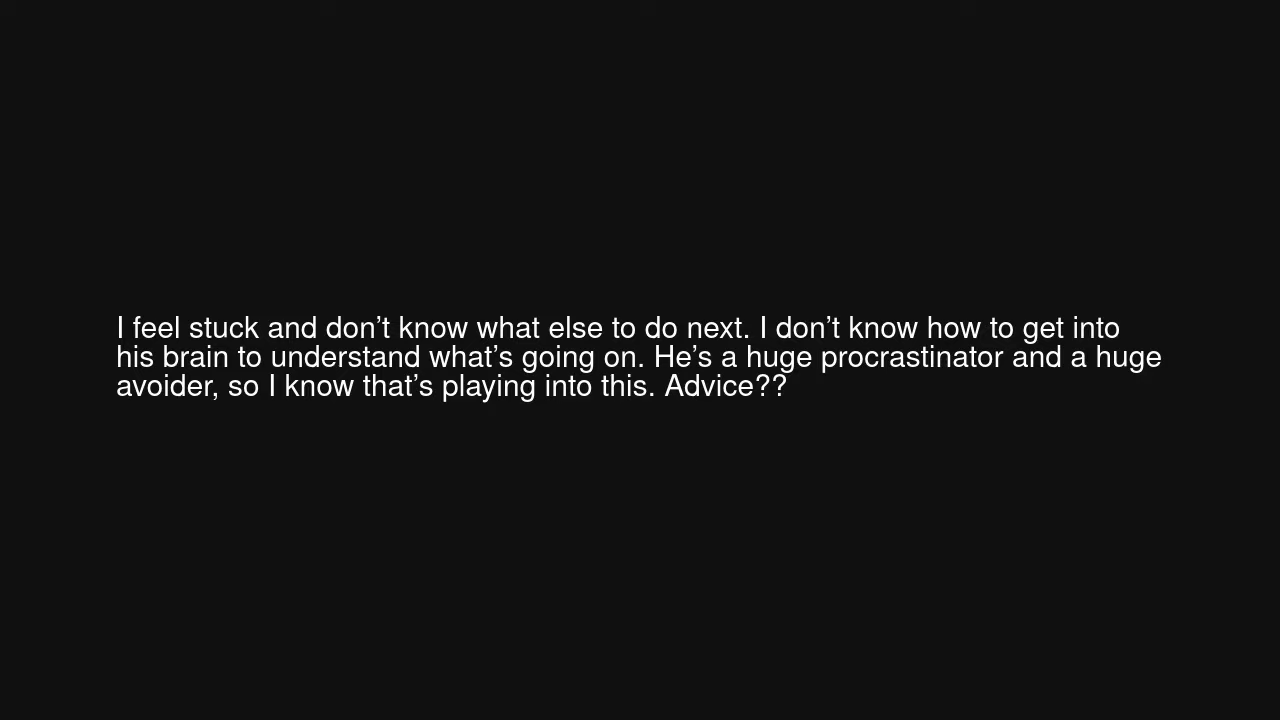 I feel stuck and don’t know what else to do next. I don’t know how to get into
his brain to understand what’s going on. He’s a huge procrastinator and a huge
avoider, so I know that’s playing into this. Advice??